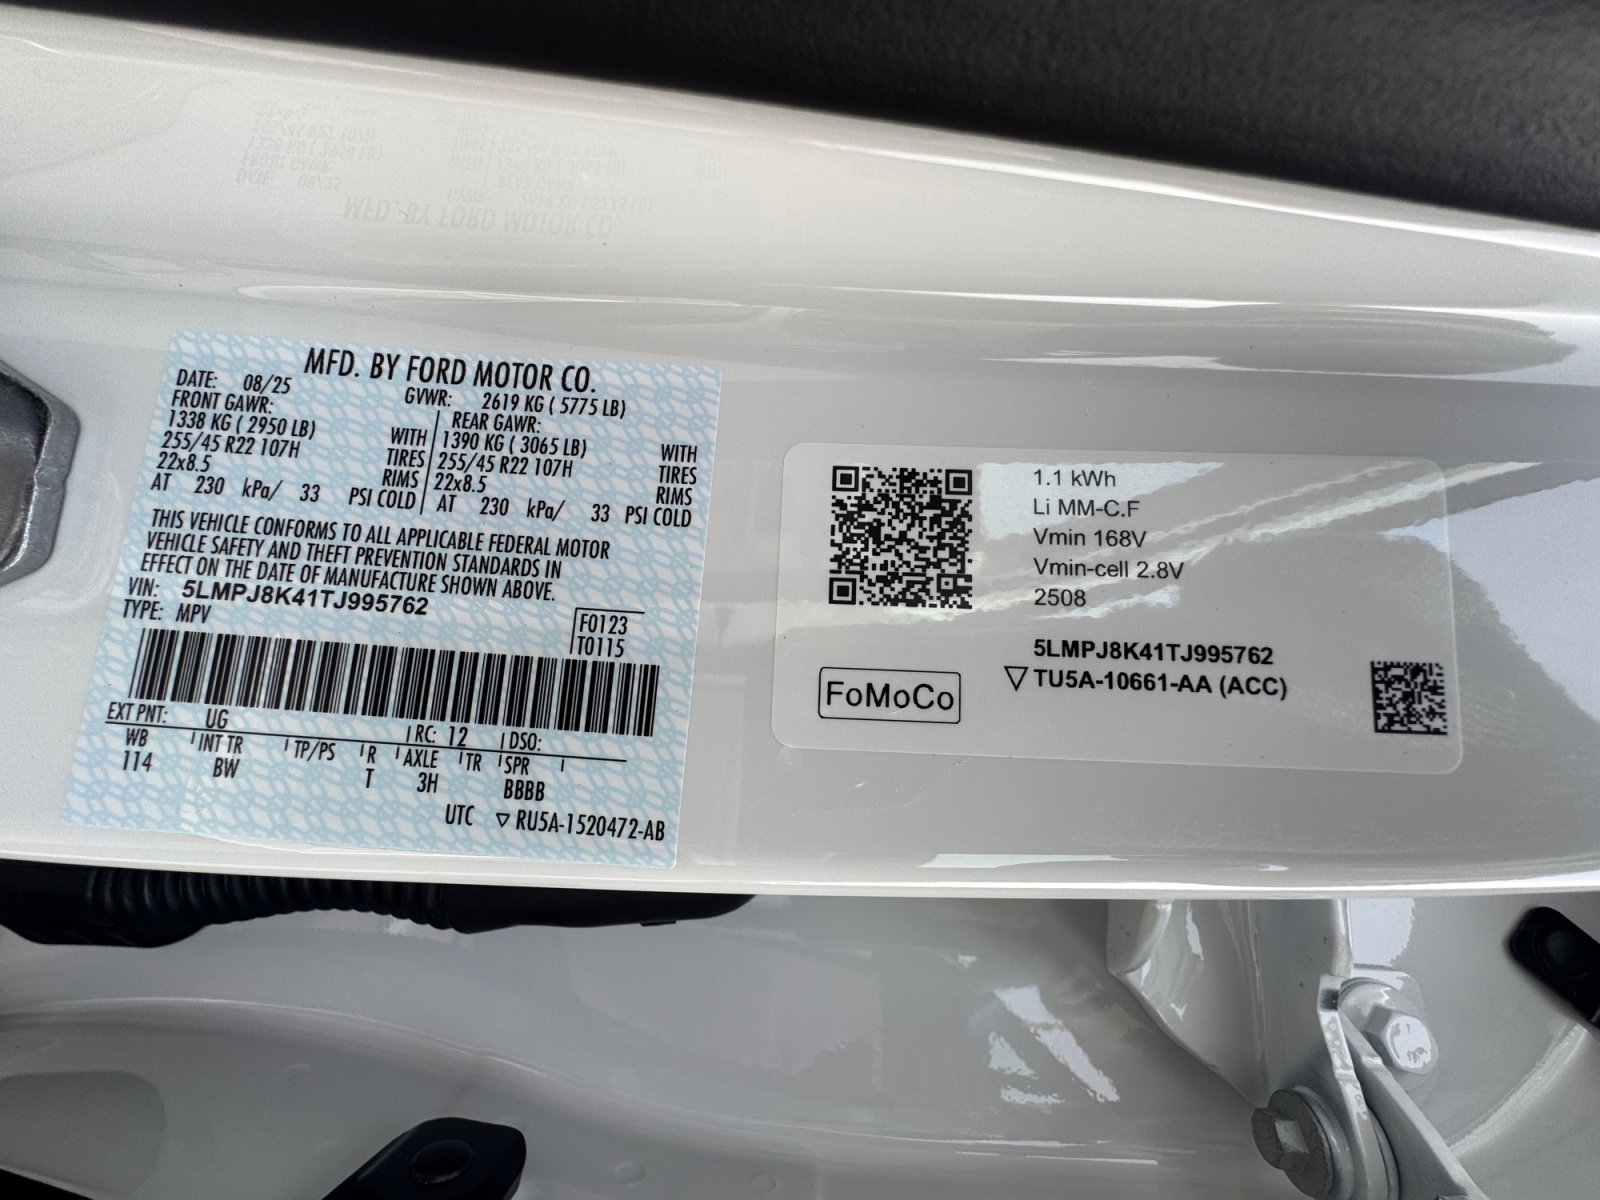 MFD. BY FORD MOTOR CO.
DATE: 08/25 GVWR: 2619 KG ( 5775 LB)
FRONT GAWR: REAR GAWR:
1338 KG ( 2950 LB) WITH 1390 KG ( 3065 LB) WITH
255/45 R22 107H TIRES 255/45 R22 107H TIRES
22x8.5 RIMS 22x8.5 RIMS
AT 230 kPa/ 33 PSI COLD AT 230 kPa/ 33 PSI COLD
THIS VEHICLE CONFORMS TO ALL APPLICABLE FEDERAL MOTOR
VEHICLE SAFETY AND THEFT PREVENTION STANDARDS IN
EFFECT ON THE DATE OF MANUFACTURE SHOWN ABOVE.
VIN: 5LMPJ8K41TJ995762
TYPE: MPV
F0123
T0115
EXT PNT: UG RC: 12 DSO:
WB INT TR TP/PS R AXLE TR SPR
114 BW T 3H BBBB
UTC ▽ RU5A-1520472-AB
1.1 kWh
Li MM-C.F
Vmin 168V
Vmin-cell 2.8V
2508
5LMPJ8K41TJ995762
▽ TU5A-10661-AA (ACC)
FoMoCo